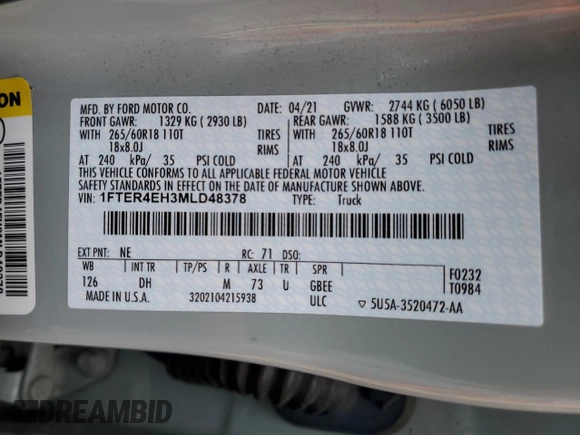 ON
MFD. BY FORD MOTOR CO. DATE: 04/21 GVWR: 2744 KG ( 6050 LB)
FRONT GAWR: 1329 KG ( 2930 LB) REAR GAWR: 1588 KG ( 3500 LB)
WITH 265/60R18 110T TIRES WITH 265/60R18 110T TIRES
18x8.0J RIMS 18x8.0J RIMS
AT 240 kPa/ 35 PSI COLD AT 240 kPa/ 35 PSI COLD
THIS VEHICLE CONFORMS TO ALL APPLICABLE FEDERAL MOTOR VEHICLE
SAFETY AND THEFT PREVENTION STANDARDS IN EFFECT ON THE DATE OF MANUFACTURE SHOWN ABOVE.
VIN: 1FTER4EH3MLD48378 TYPE: Truck
EXT PNT: NE RC: 71 DSO:
WB INT TR TP/PS R AXLE TR SPR
126 DH M 73 U GBEE
F0232
T0984
MADE IN U.S.A. 3202104215938 ULC ▽ 5U5A-3520472-AA
DREAMBID